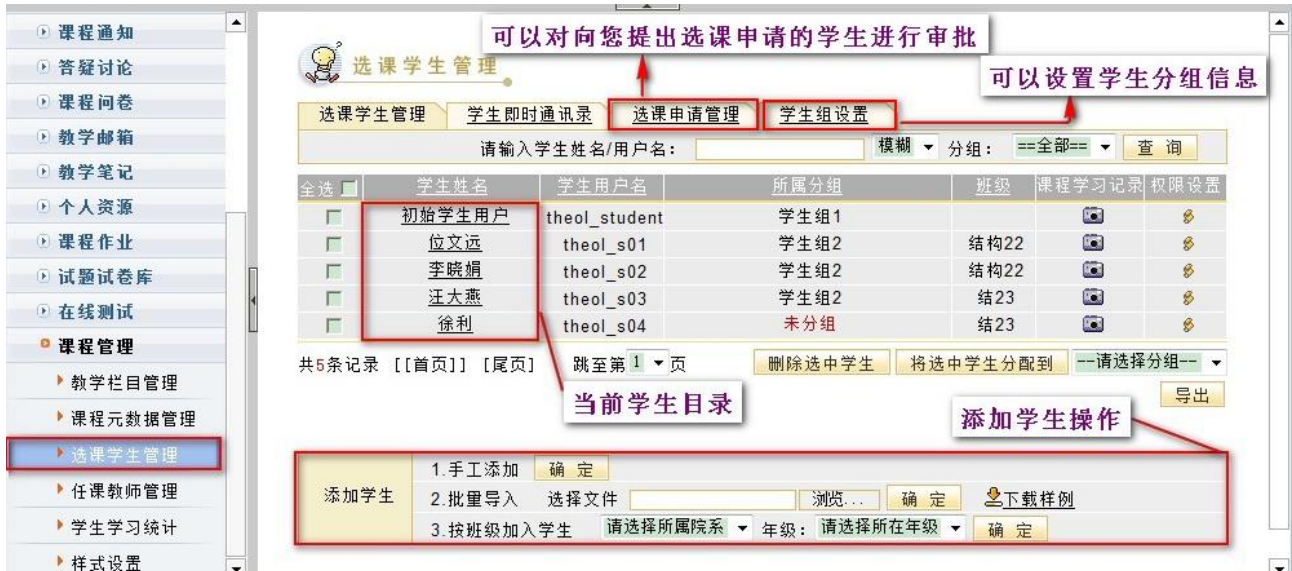 课程通知
答疑讨论
课程问卷
教学邮箱
教学笔记
个人资源
课程作业
试题试卷库
在线测试
课程管理
教学栏目管理
课程元数据管理
选课学生管理
任课教师管理
学生学习统计
样式设置
可以对向您提出选课申请的学生进行审批
选课学生管理
可以设置学生分组信息
选课学生管理 学生即时通讯录 选课申请管理 学生组设置
请输入学生姓名/用户名: 模糊 分组: ==全部== 查 询
全选 学生姓名 学生用户名 所属分组 班级 课程学习记录 权限设置
初始学生用户 theol_student 学生组1
位文远 theol_s01 学生组2 结构22
李晓娟 theol_s02 学生组2 结构22
汪大燕 theol_s03 学生组2 结23
徐利 theol_s04 未分组 结23
共5条记录 [[首页]] [尾页] 跳至第 1 页 删除选中学生 将选中学生分配到 --请选择分组--
导出
当前学生目录
添加学生操作
添加学生
1.手工添加 确 定
2.批量导入 选择文件 浏览... 确 定 下载样例
3.按班级加入学生 请选择所属院系 年级: 请选择所在年级 确 定